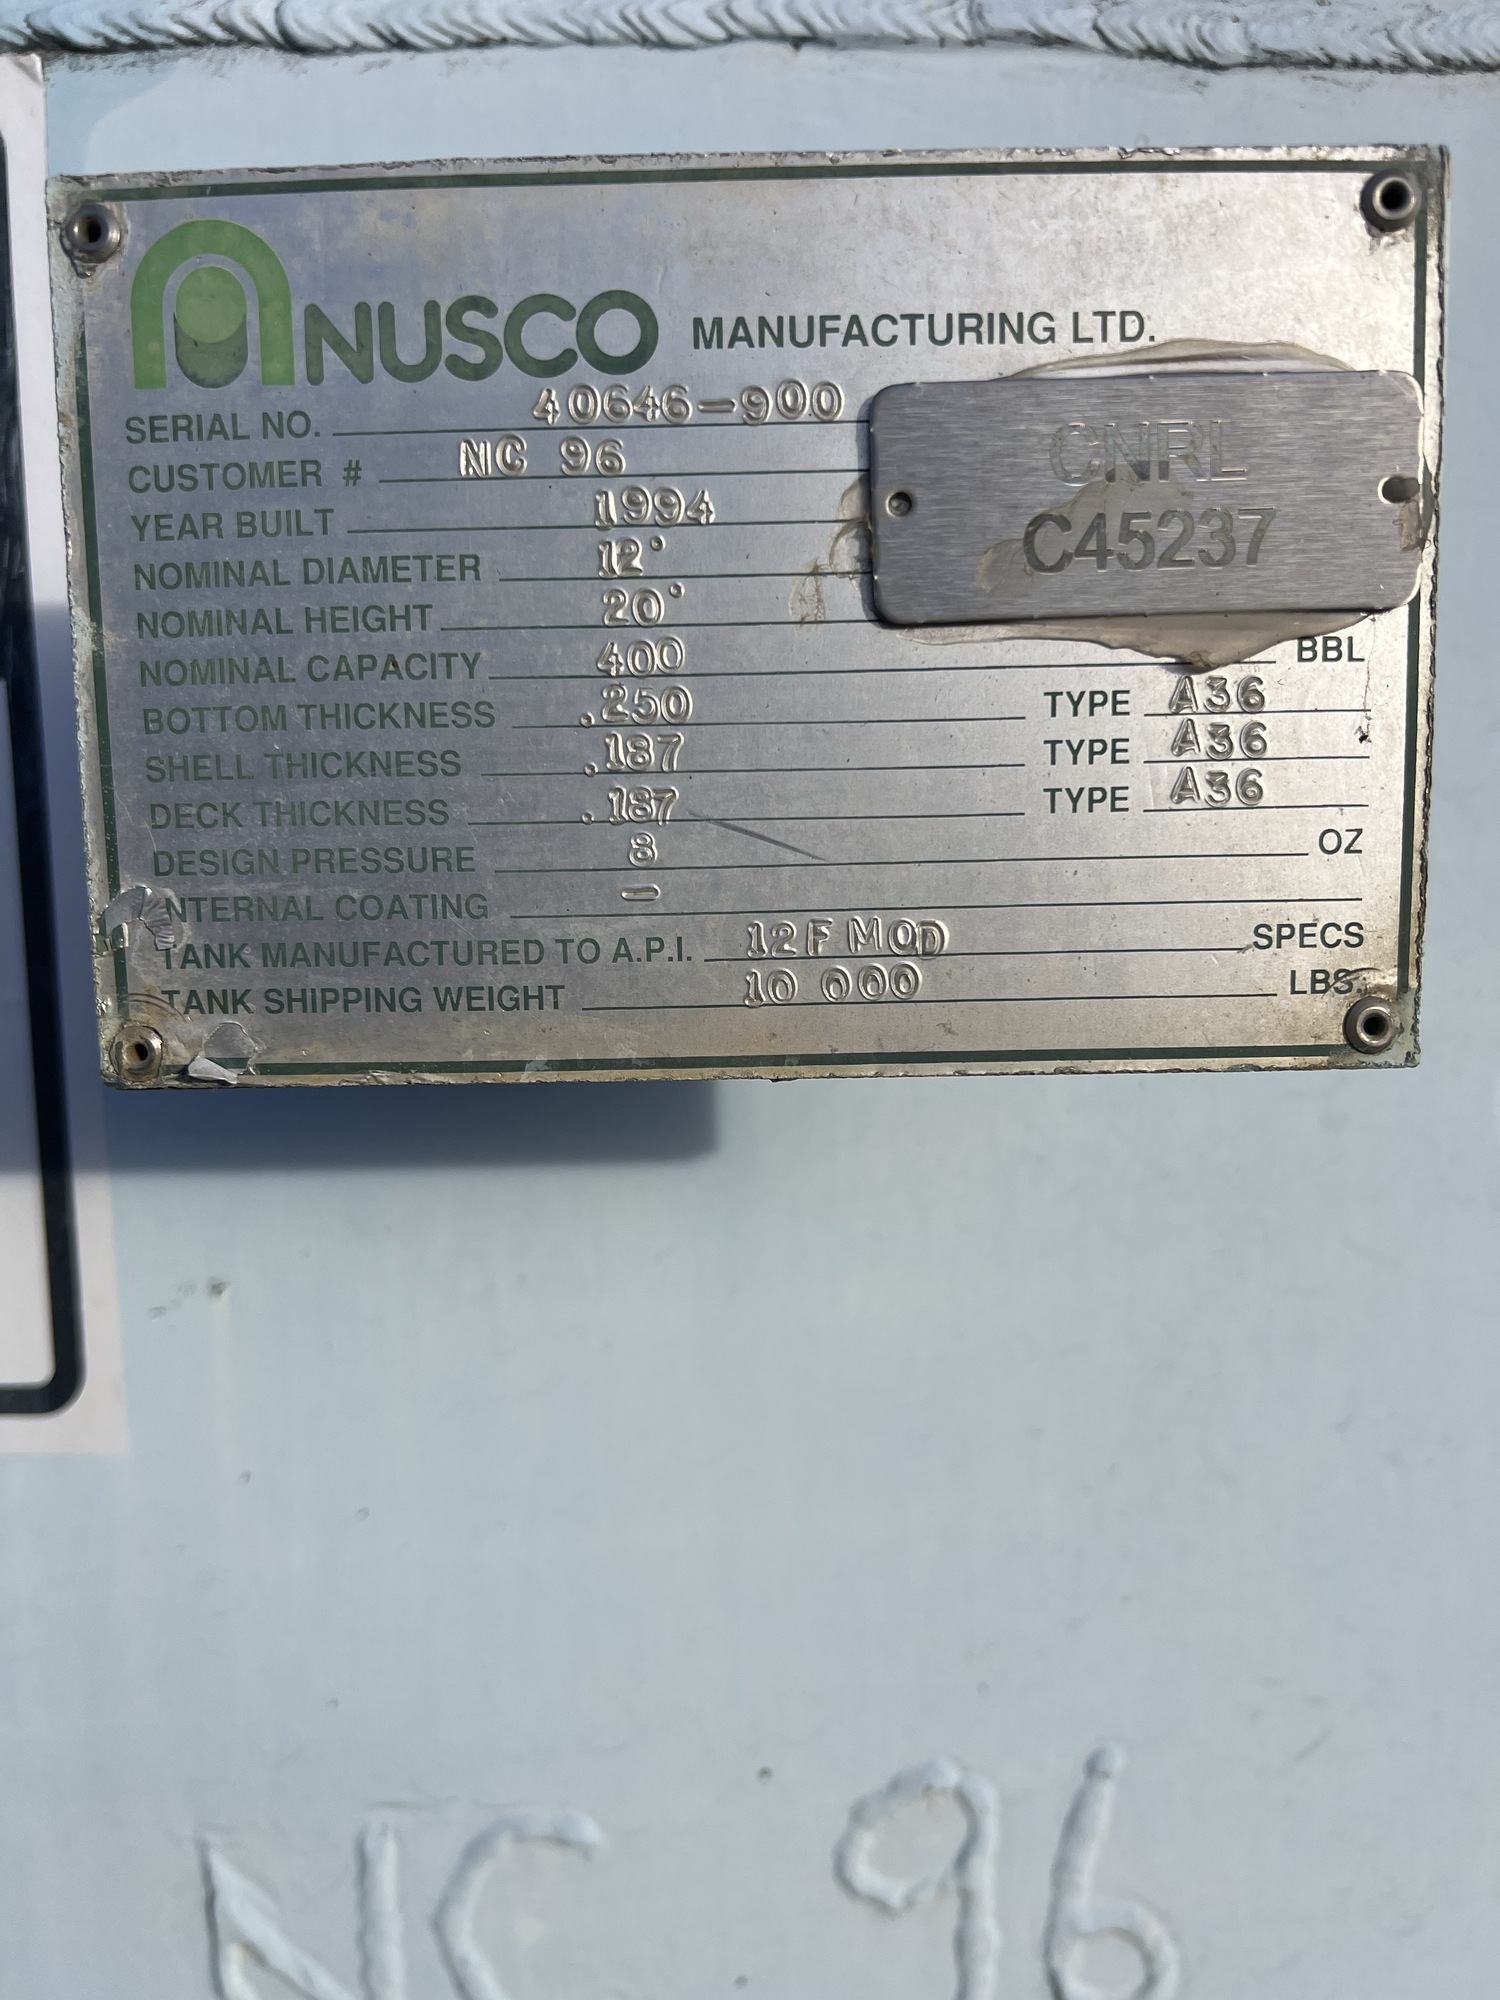 NUSCO MANUFACTURING LTD.
SERIAL NO. 40646-900
CUSTOMER # NC 96
CNRL
C45237
YEAR BUILT 1994
NOMINAL DIAMETER 12°
NOMINAL HEIGHT 20°
NOMINAL CAPACITY 400 BBL
BOTTOM THICKNESS .250 TYPE A36
SHELL THICKNESS .187 TYPE A36
DECK THICKNESS .187 TYPE A36
DESIGN PRESSURE 8 OZ
NTERNAL COATING -
TANK MANUFACTURED TO A.P.I. 12F MOD SPECS
TANK SHIPPING WEIGHT 10 000 LBS.
NC 96